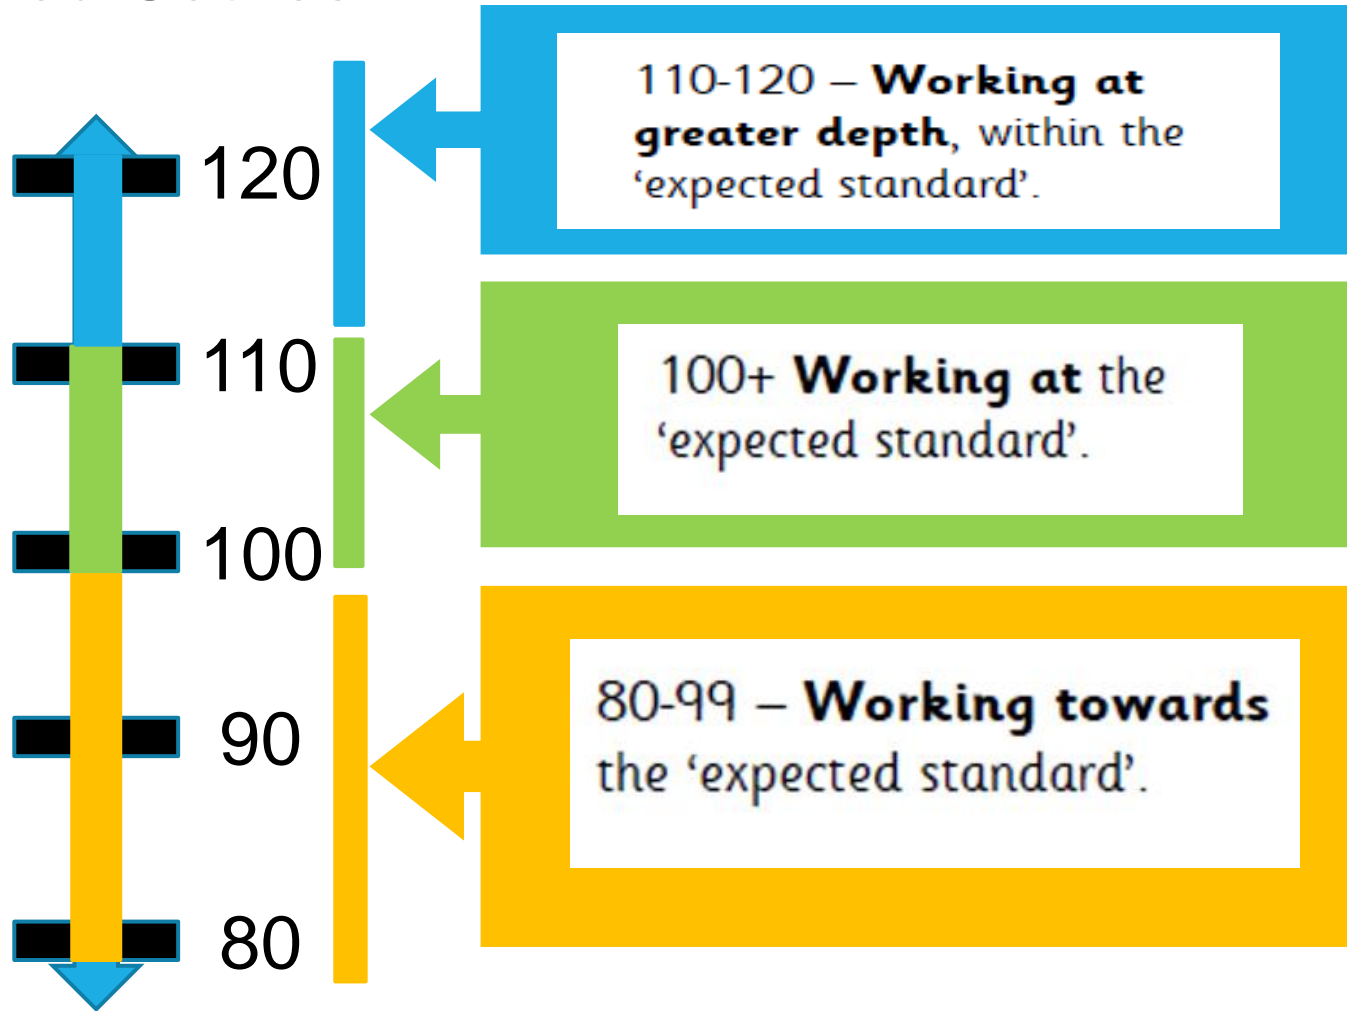 120
110
100
90
80
110-120 – Working at
greater depth, within the
‘expected standard’.
100+ Working at the
‘expected standard’.
80-99 – Working towards
the ‘expected standard’.